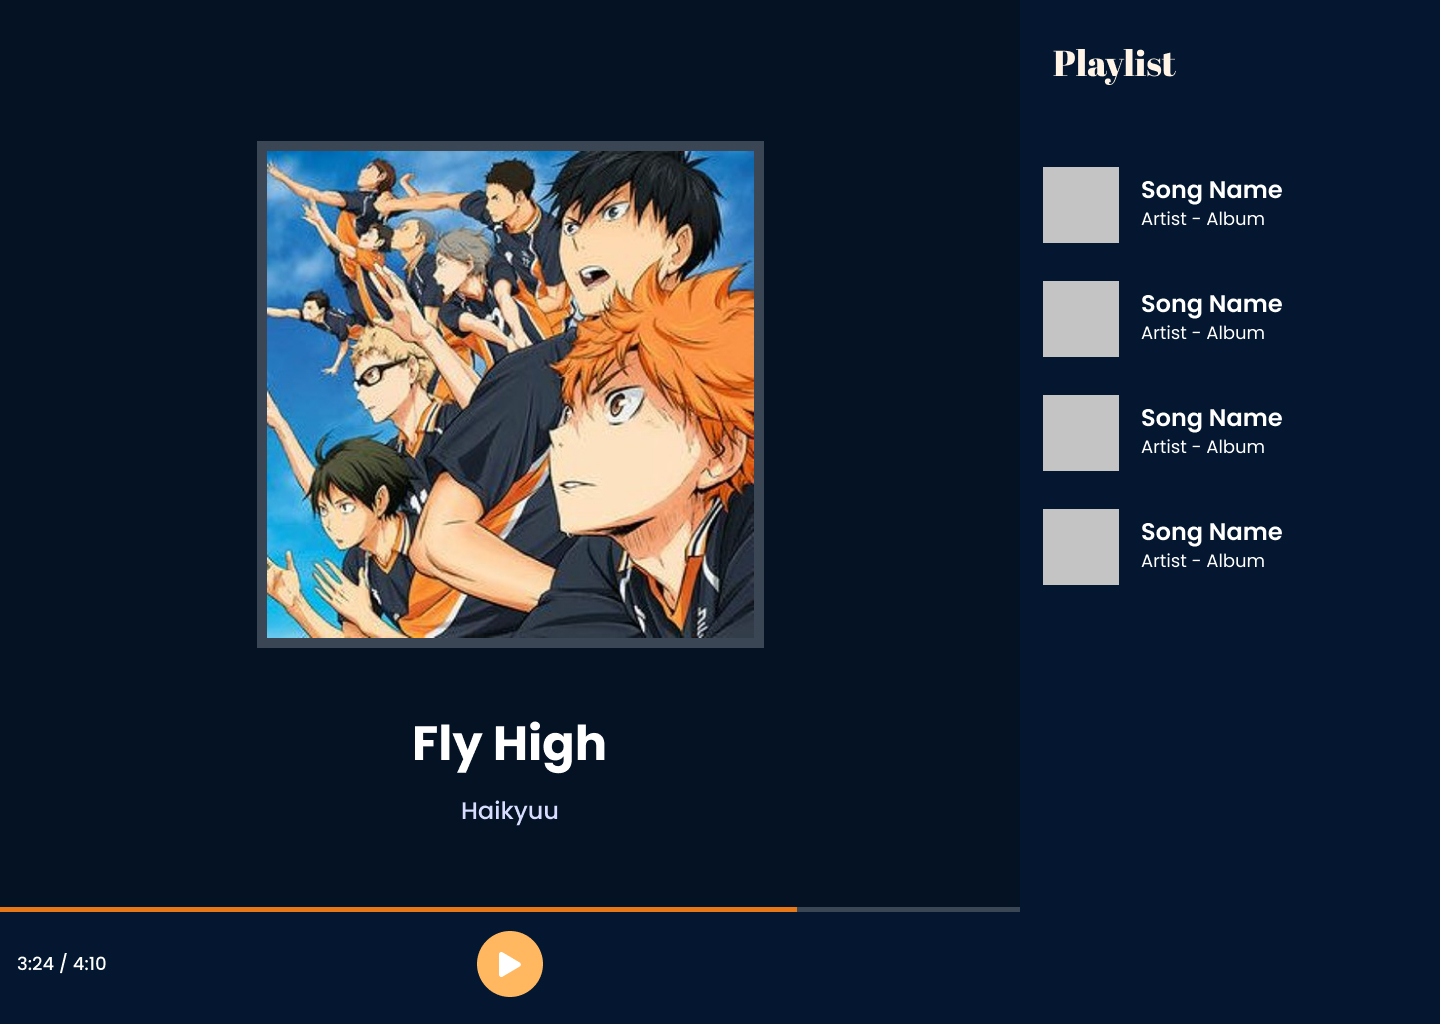 Playlist
Song Name
Artist - Album
Song Name
Artist - Album
Song Name
Artist - Album
Song Name
Artist - Album
Fly High
Haikyuu
3:24 / 4:10